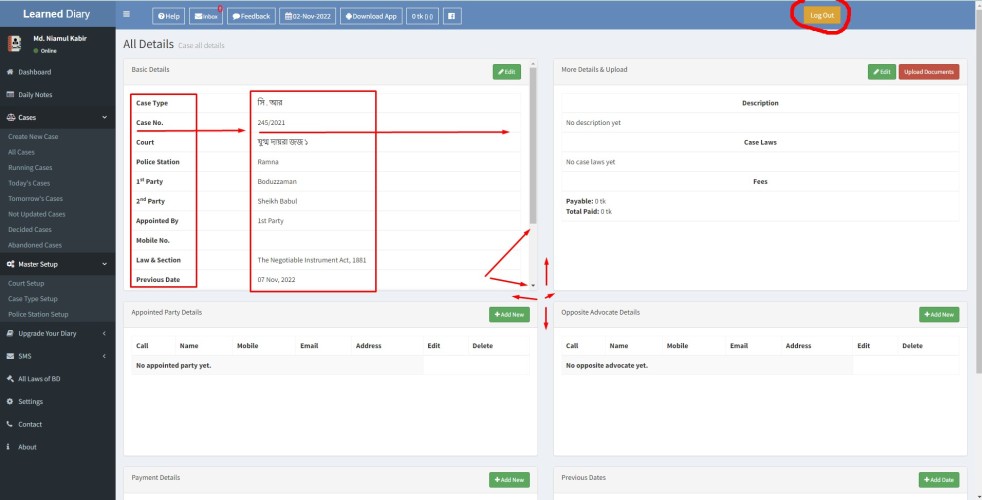 Learned Diary
Help
Inbox 0
Feedback
02-Nov-2022
Download App
0 tk ()()
Log Out
Md. Niamul Kabir
Online
Dashboard
Daily Notes
Cases
Create New Case
All Cases
Running Cases
Today's Cases
Tomorrow's Cases
Not Updated Cases
Decided Cases
Abandoned Cases
Master Setup
Court Setup
Case Type Setup
Police Station Setup
Upgrade Your Diary
SMS
All Laws of BD
Settings
Contact
About
All Details Case all details
Basic Details
Edit
Case Type সি. আর
Case No. 245/2021
Court যুগ্ম দায়রা জজ ১
Police Station Ramna
1st Party Boduzzaman
2nd Party Sheikh Babul
Appointed By 1st Party
Mobile No.
Law & Section The Negotiable Instrument Act, 1881
Previous Date 07 Nov, 2022
More Details & Upload
Edit
Upload Documents
Description
No description yet
Case Laws
No case laws yet
Fees
Payable: 0 tk
Total Paid: 0 tk
Appointed Party Details
Add New
Call Name Mobile Email Address Edit Delete
No appointed party yet.
Opposite Advocate Details
Add New
Call Name Mobile Email Address Edit Delete
No opposite advocate yet.
Payment Details
Add New
Previous Dates
Add Date